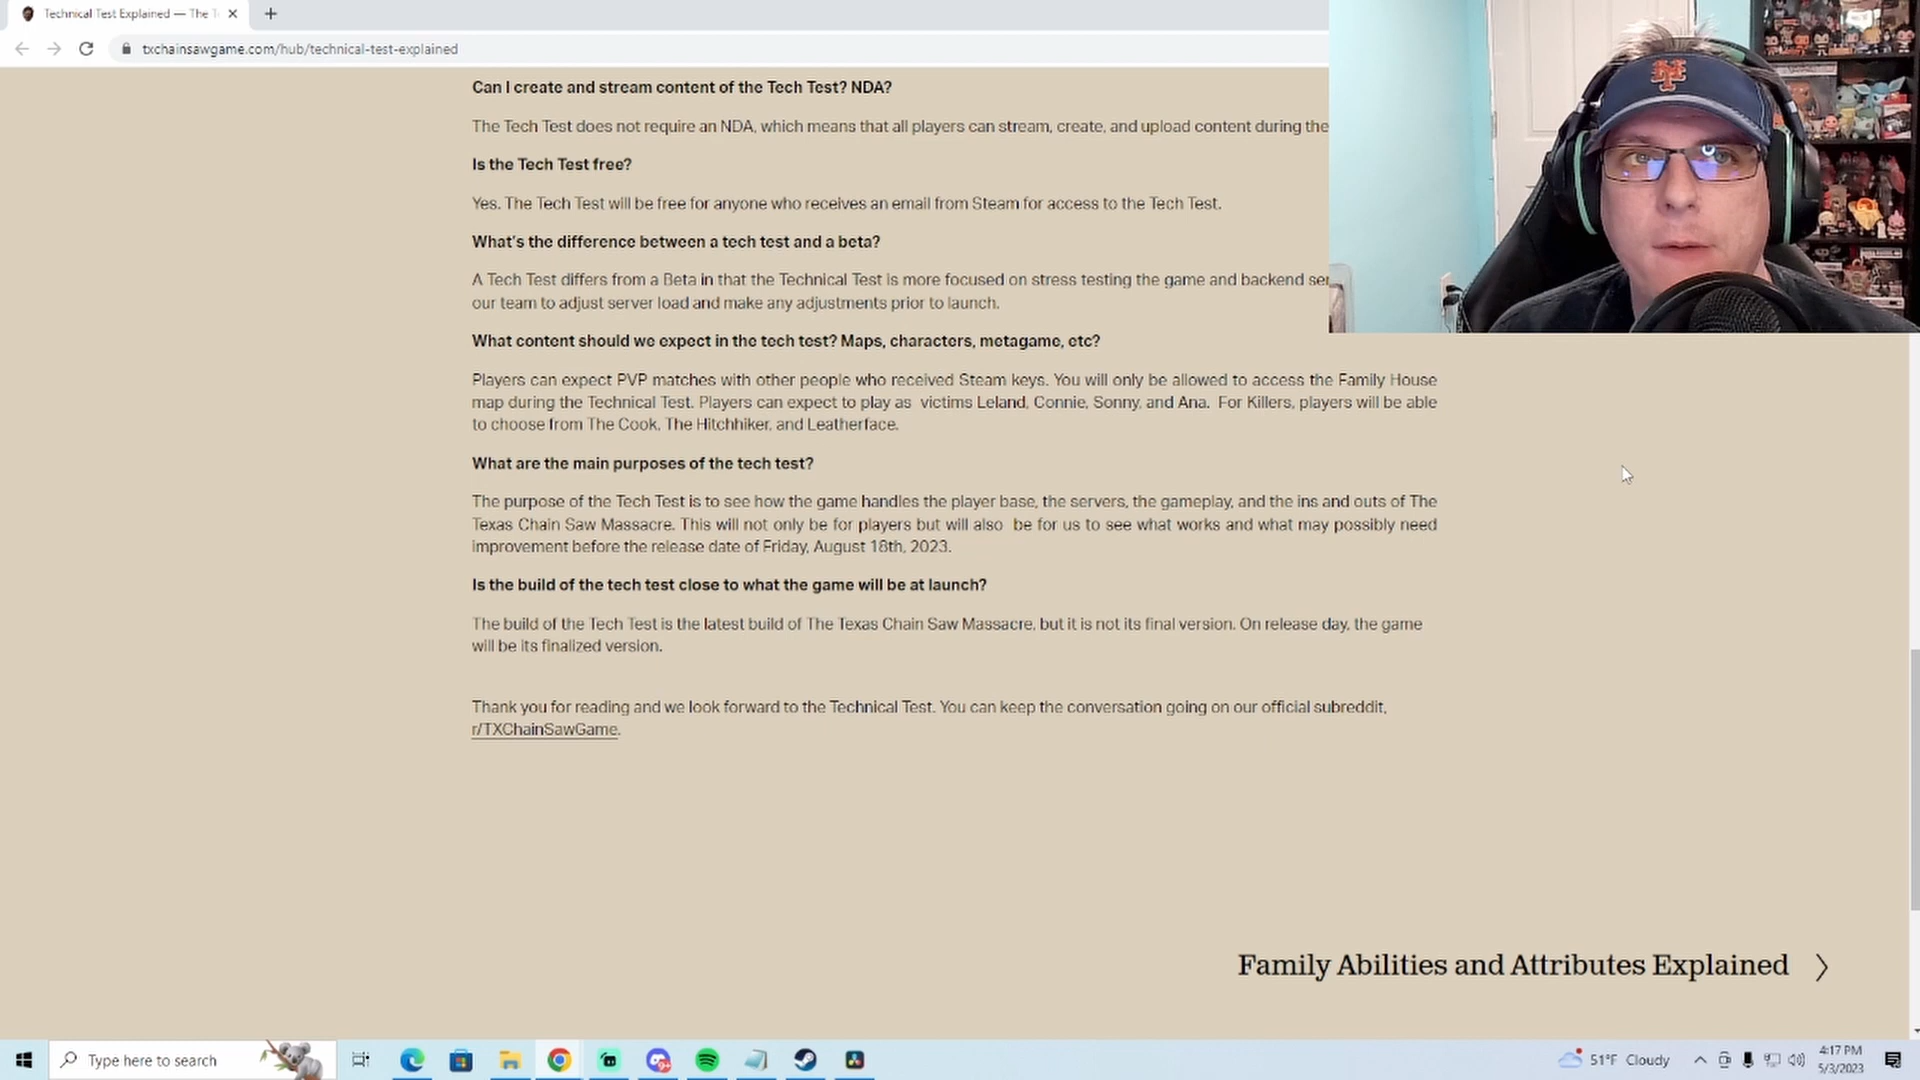 Technical Test Explained — The T
txchainsawgame.com/hub/technical-test-explained
Can I create and stream content of the Tech Test? NDA?
The Tech Test does not require an NDA, which means that all players can stream, create, and upload content during the
Is the Tech Test free?
Yes. The Tech Test will be free for anyone who receives an email from Steam for access to the Tech Test.
What's the difference between a tech test and a beta?
A Tech Test differs from a Beta in that the Technical Test is more focused on stress testing the game and backend ser
our team to adjust server load and make any adjustments prior to launch.
What content should we expect in the tech test? Maps, characters, metagame, etc?
Players can expect PVP matches with other people who received Steam keys. You will only be allowed to access the Family House
map during the Technical Test. Players can expect to play as victims Leland, Connie, Sonny, and Ana. For Killers, players will be able
to choose from The Cook, The Hitchhiker, and Leatherface.
What are the main purposes of the tech test?
The purpose of the Tech Test is to see how the game handles the player base, the servers, the gameplay, and the ins and outs of The
Texas Chain Saw Massacre. This will not only be for players but will also be for us to see what works and what may possibly need
improvement before the release date of Friday, August 18th, 2023.
Is the build of the tech test close to what the game will be at launch?
The build of the Tech Test is the latest build of The Texas Chain Saw Massacre, but it is not its final version. On release day, the game
will be its finalized version.
Thank you for reading and we look forward to the Technical Test. You can keep the conversation going on our official subreddit,
r/TXChainSawGame.
Family Abilities and Attributes Explained
Type here to search
9+
51°F Cloudy
4:17 PM
5/3/2023
NY